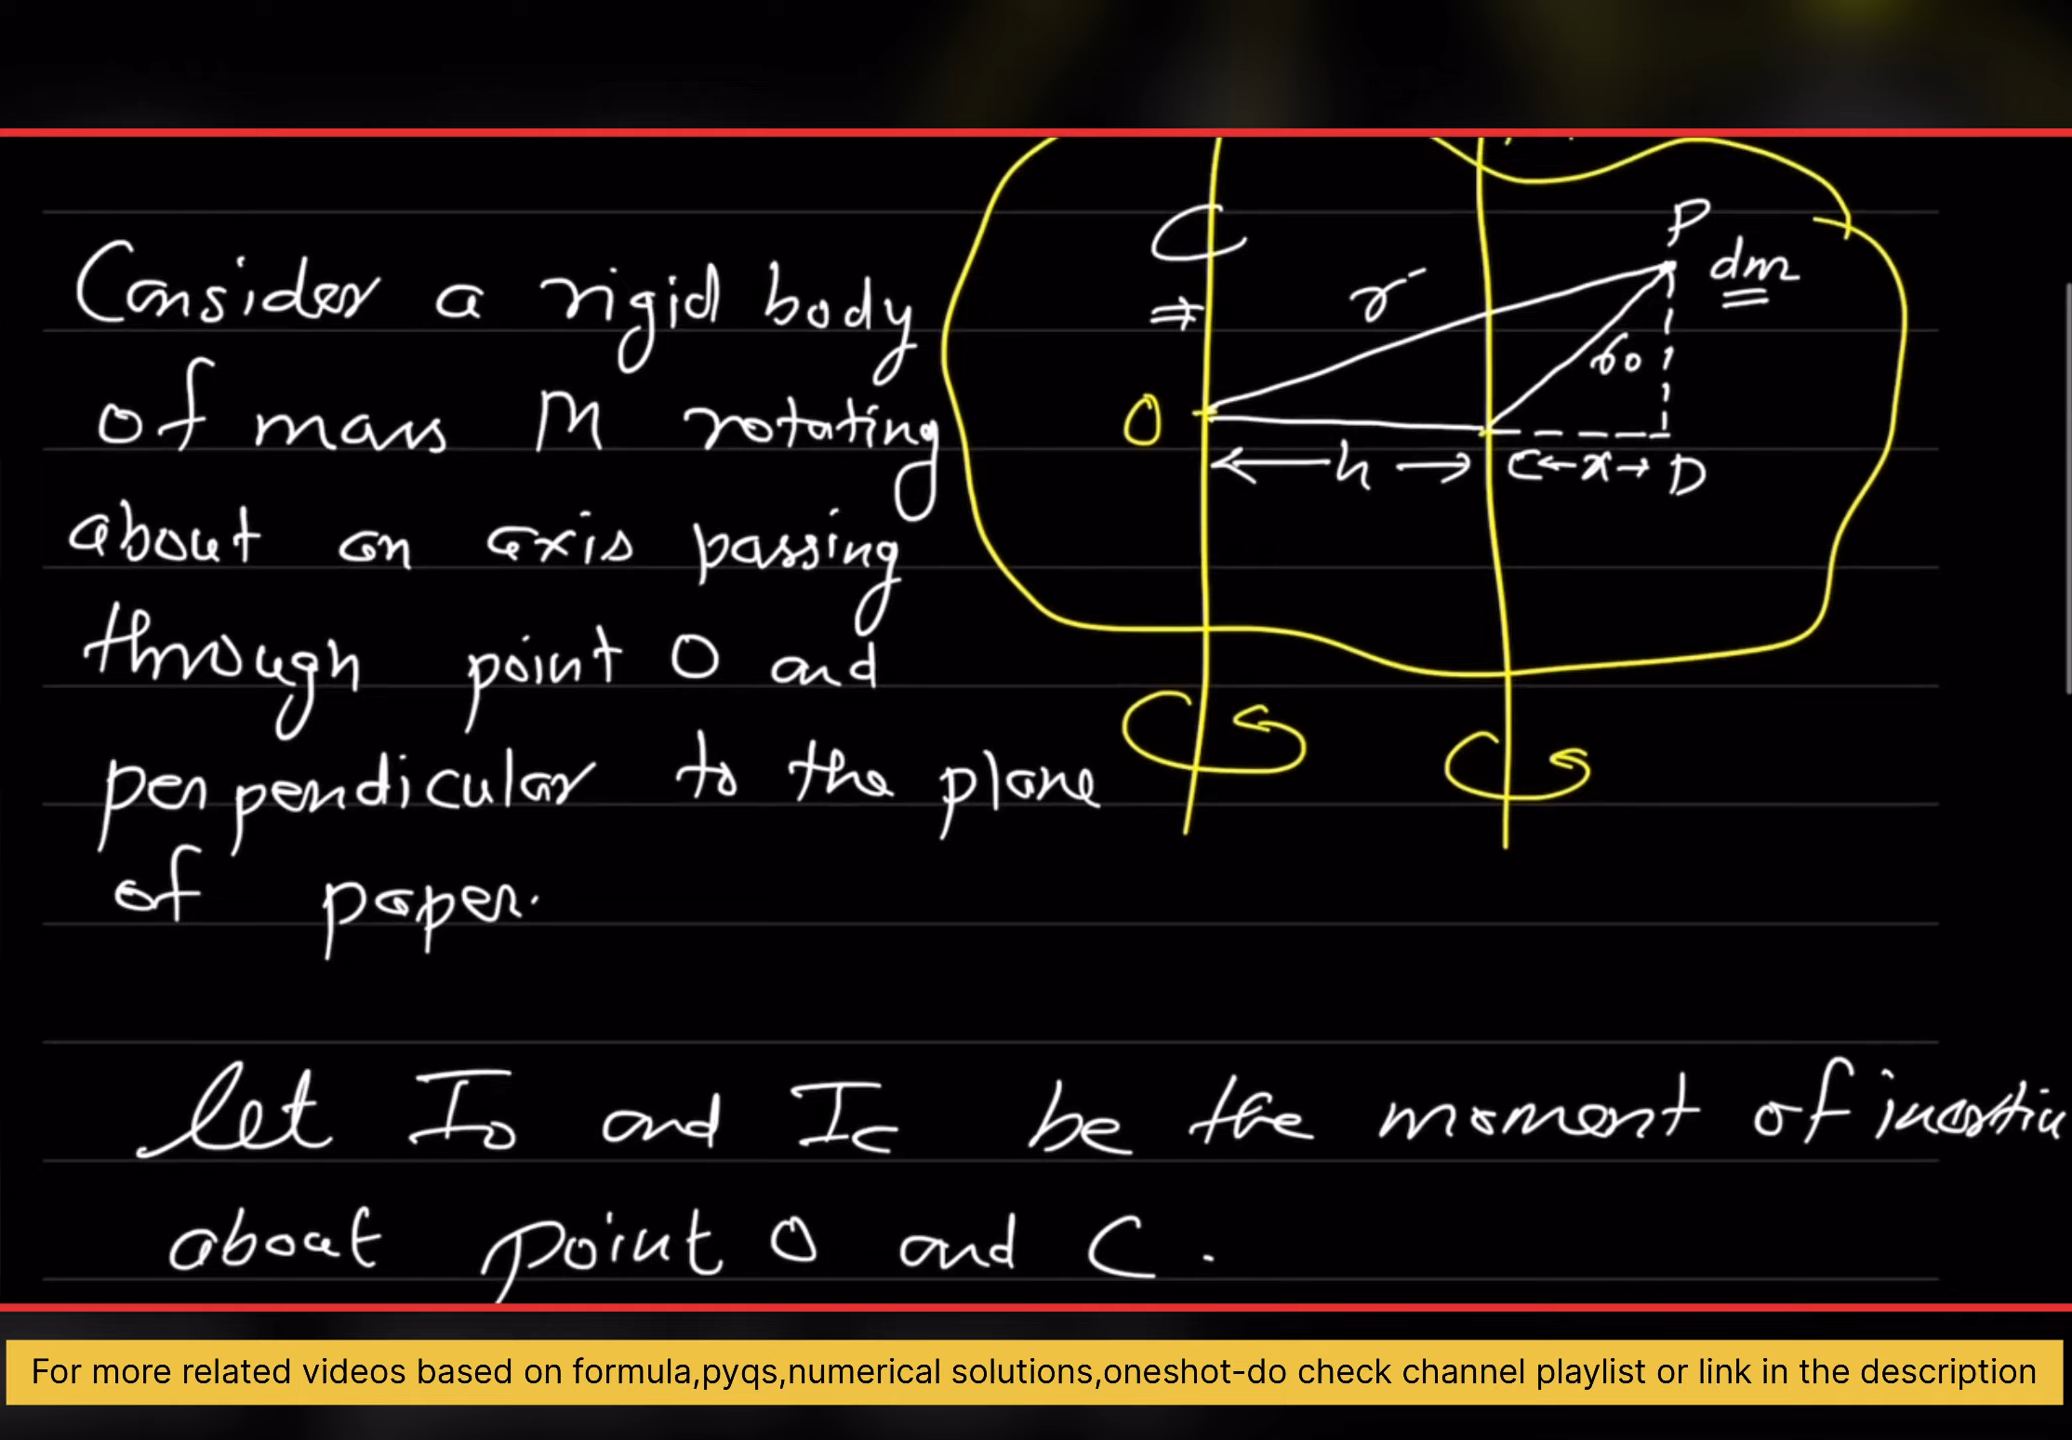 Consider a rigid body
of mass M rotating
about an axis passing
through point O and
perpendicular to the plane
of paper.
C
⇒
r
P
dm
r₀
O
h
C
x
D
let I₀ and Ic be the moment of inertia
about point O and C.
For more related videos based on formula,pyqs,numerical solutions,oneshot-do check channel playlist or link in the description